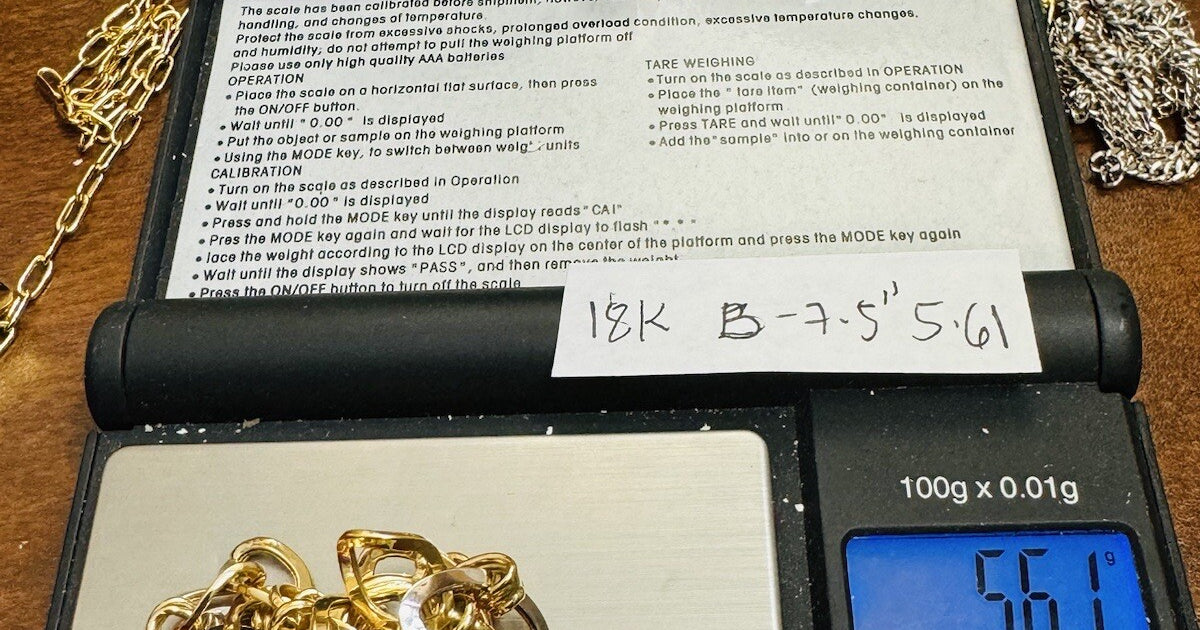 The scale has been calibrated before shipment, however,
handling, and changes of temperature.
Protect the scale from excessive shocks, prolonged overload condition, excessive temperature changes.
and humidity; do not attempt to pull the weighing platform off
Please use only high quality AAA batteries
OPERATION
• Place the scale on a horizontal flat surface, then press
the ON/OFF button.
• Wait until " 0.00 " is displayed
• Put the object or sample on the weighing platform
• Using the MODE key, to switch between units
CALIBRATION
• Turn on the scale as described in Operation
• Wait until "0.00 " is displayed
• Press and hold the MODE key until the display reads "CAI"
• Pres the MODE key again and wait for the LCD display to flash "* * * *
• lace the weight according to the LCD display on the center of the platform and press the MODE key again
• Wait until the display shows "PASS", and then remove the weight
• Press the ON/OFF button to turn off the scale
TARE WEIGHING
• Turn on the scale as described in OPERATION
• Place the " tare item" (weighing container) on the
weighing platform
• Press TARE and wait until" 0.00" is displayed
• Add the"sample" into or on the weighing container
18K B-7.5" 5.61
100g x 0.01g
5.61 g